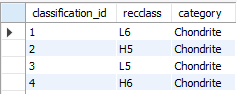 classification_id recclass category
1 L6 Chondrite
2 H5 Chondrite
3 L5 Chondrite
4 H6 Chondrite